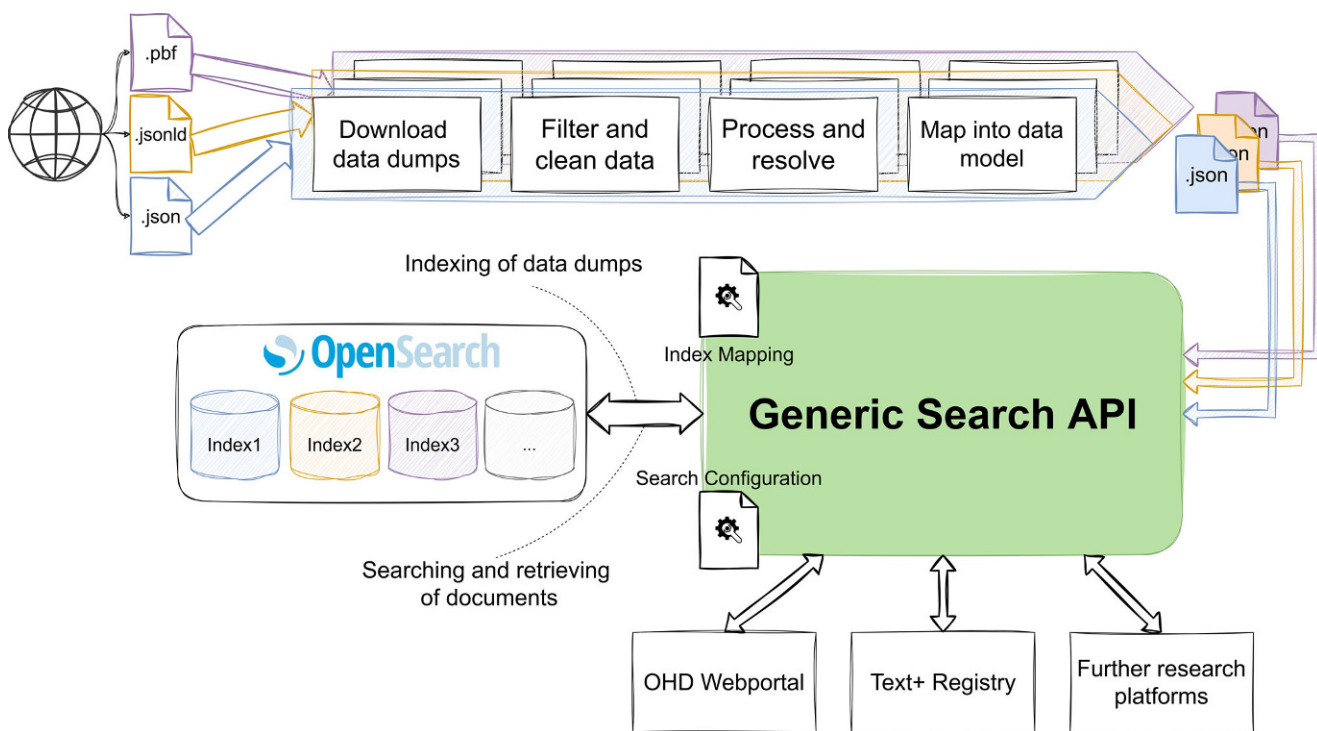 .pbf
.jsonld
.json
Download
data dumps
Filter and
clean data
Process and
resolve
Map into data
model
on
on
.json
Indexing of data dumps
OpenSearch
Index1
Index2
Index3
...
Index Mapping
Generic Search API
Search Configuration
Searching and retrieving
of documents
OHD Webportal
Text+ Registry
Further research
platforms